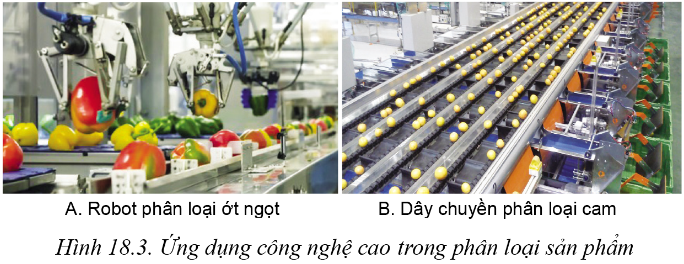 A. Robot phân loại ớt ngọt
B. Dây chuyền phân loại cam
Hình 18.3. Ứng dụng công nghệ cao trong phân loại sản phẩm